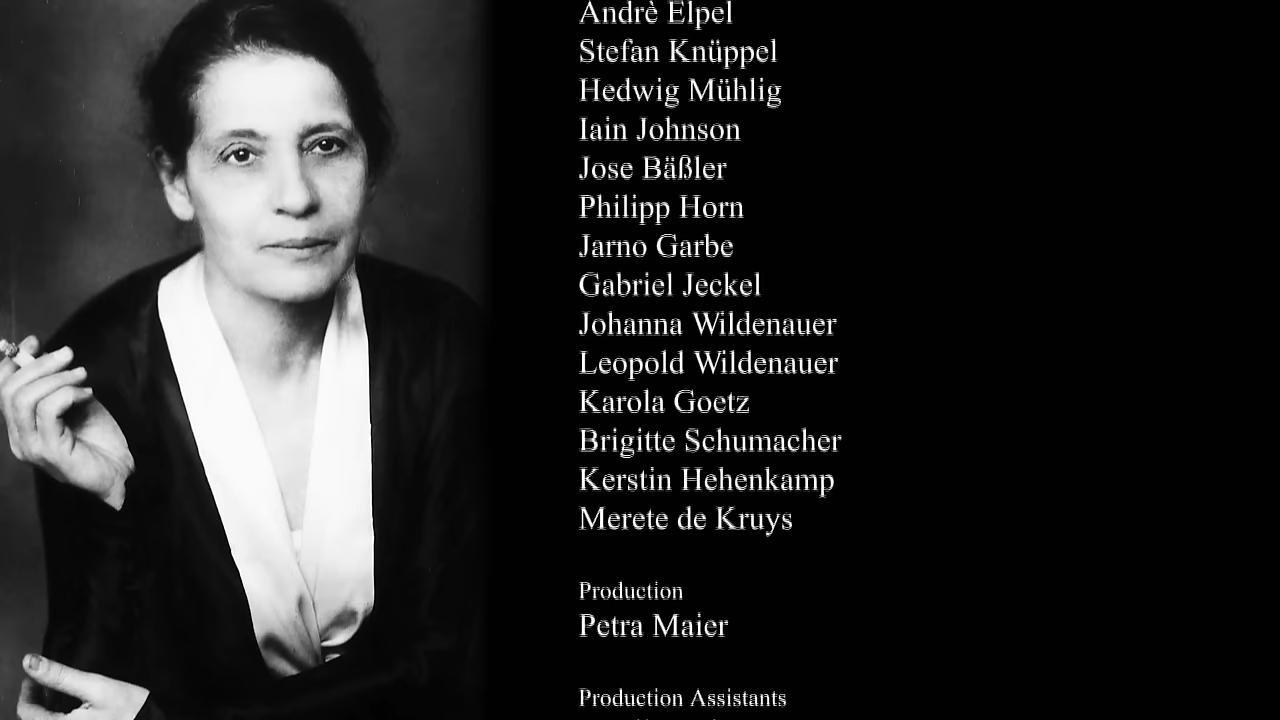 Andrè Elpel
Stefan Knüppel
Hedwig Mühlig
Iain Johnson
Jose Bäßler
Philipp Horn
Jarno Garbe
Gabriel Jeckel
Johanna Wildenauer
Leopold Wildenauer
Karola Goetz
Brigitte Schumacher
Kerstin Hehenkamp
Merete de Kruys
Production
Petra Maier
Production Assistants